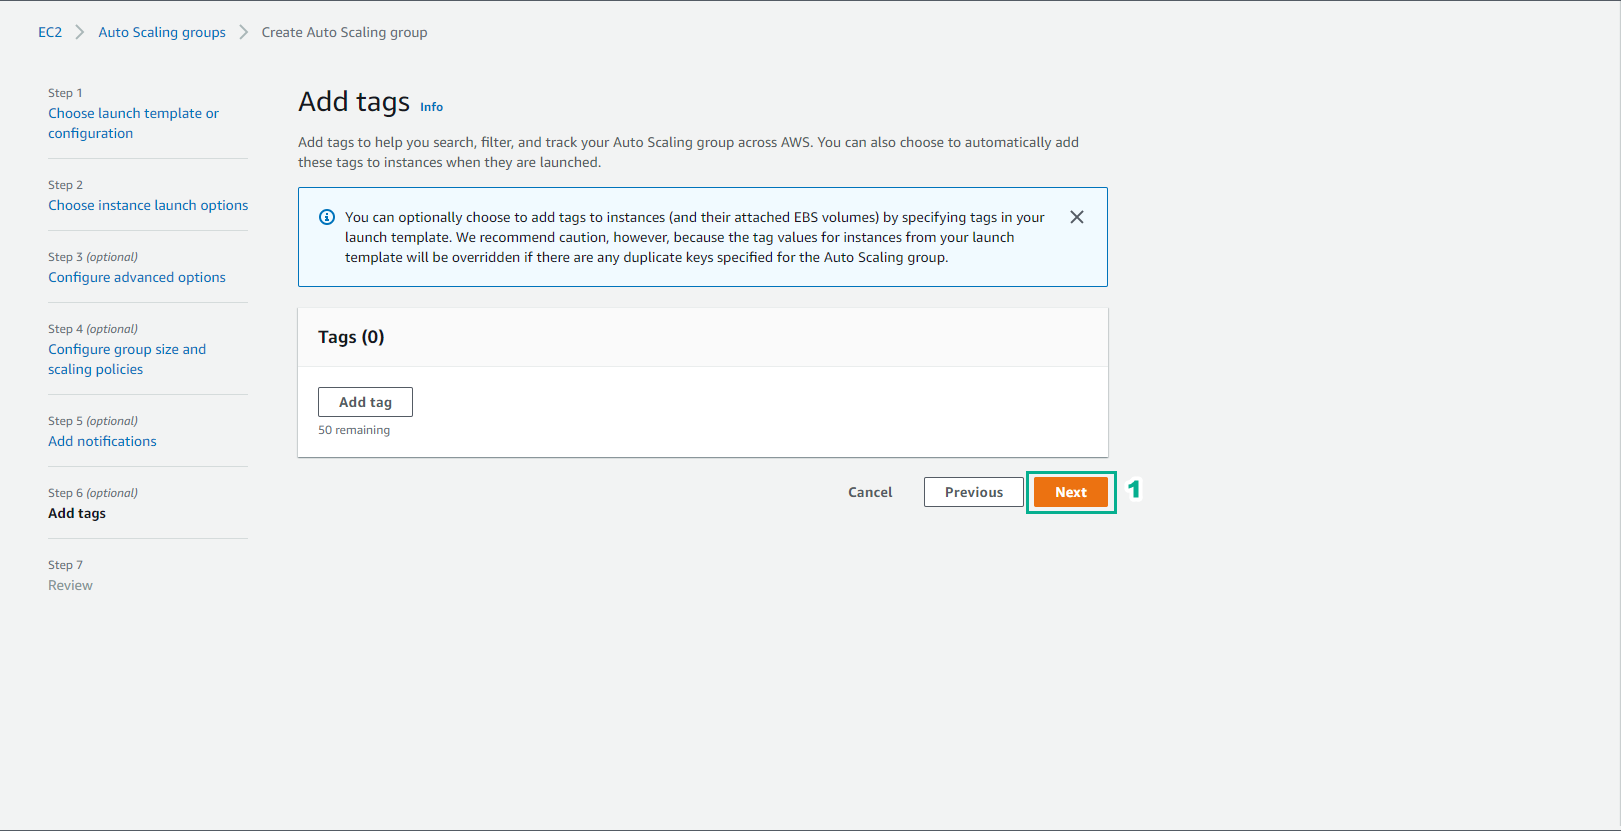 EC2 > Auto Scaling groups > Create Auto Scaling group
Step 1
Choose launch template or
configuration
Step 2
Choose instance launch options
Step 3 (optional)
Configure advanced options
Step 4 (optional)
Configure group size and
scaling policies
Step 5 (optional)
Add notifications
Step 6 (optional)
Add tags
Step 7
Review
Add tags Info
Add tags to help you search, filter, and track your Auto Scaling group across AWS. You can also choose to automatically add
these tags to instances when they are launched.
You can optionally choose to add tags to instances (and their attached EBS volumes) by specifying tags in your
launch template. We recommend caution, however, because the tag values for instances from your launch
template will be overridden if there are any duplicate keys specified for the Auto Scaling group.
Tags (0)
Add tag
50 remaining
Cancel Previous Next 1